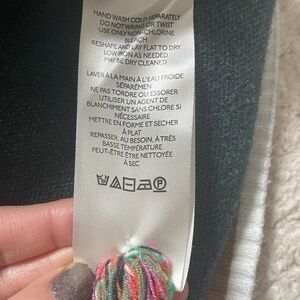 HAND WASH COLD SEPARATELY
DO NOT WRING OR TWIST
USE ONLY NON-CHLORINE
BLEACH
RESHAPE AND LAY FLAT TO DRY
LOW IRON AS NEEDED
MAY BE DRY CLEANED
LAVER À LA MAIN À L'EAU FROIDE
SÉPARÉMEN
NE PAS TORDRE OU ESSORER
UTILISER UN AGENT DE
BLANCHIMENT SANS CHLORE SI
NÉCESSAIRE
METTRE EN FORME ET SECHER
À PLAT
REPASSER, AU BESOIN, À TRÈS
BASSE TEMPÉRATURE
PEUT-ÊTRE ÊTRE NETTOYÉE
À SEC